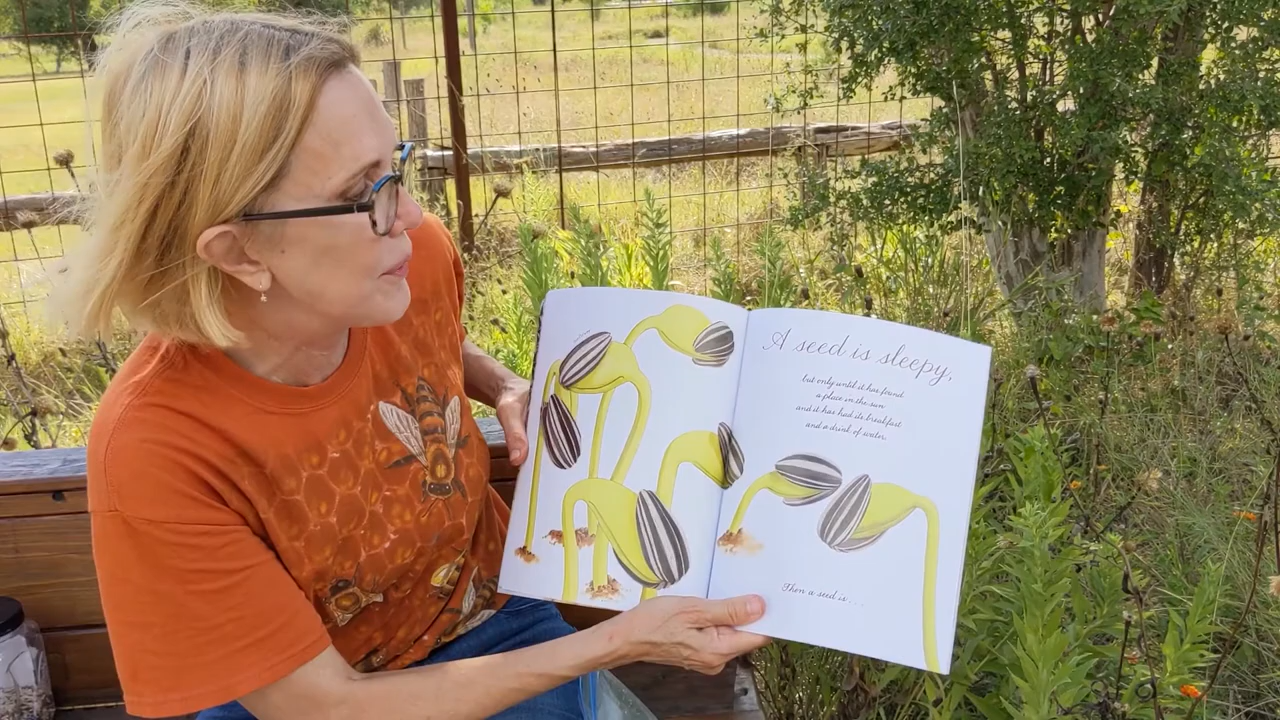 A seed is sleepy,
but only until it has found
a place in the sun
and it has had its breakfast
and a drink of water.
Then a seed is . . .